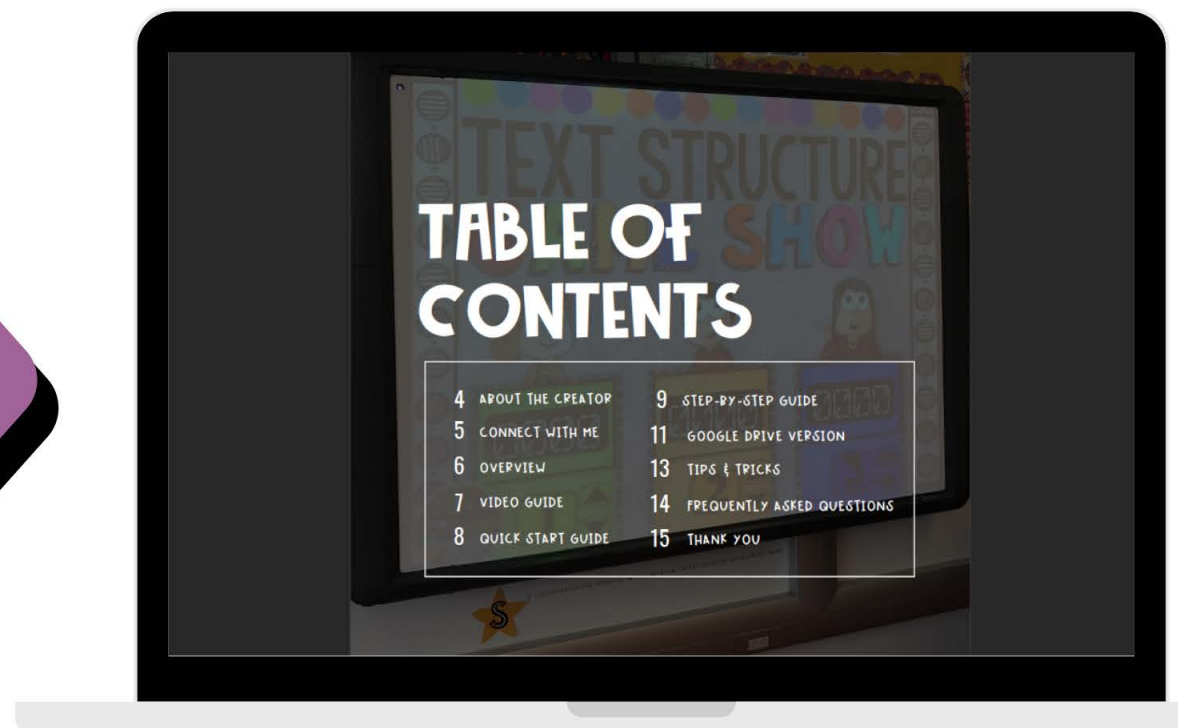 TEXT STRUCTURE
GAME SHOW
TABLE OF
CONTENTS
4 ABOUT THE CREATOR
5 CONNECT WITH ME
6 OVERVIEW
7 VIDEO GUIDE
8 QUICK START GUIDE
9 STEP-BY-STEP GUIDE
11 GOOGLE DRIVE VERSION
13 TIPS & TRICKS
14 FREQUENTLY ASKED QUESTIONS
15 THANK YOU
S